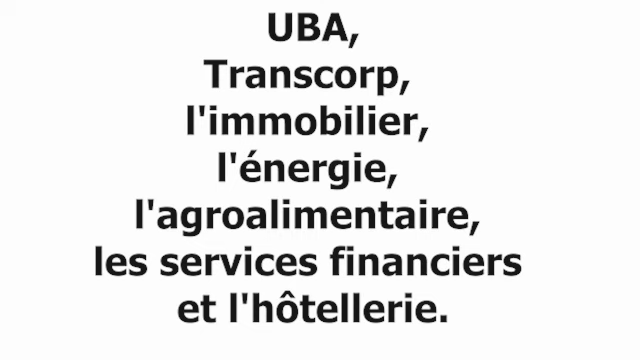 UBA,
Transcorp,
l'immobilier,
l'énergie,
l'agroalimentaire,
les services financiers
et l'hôtellerie.